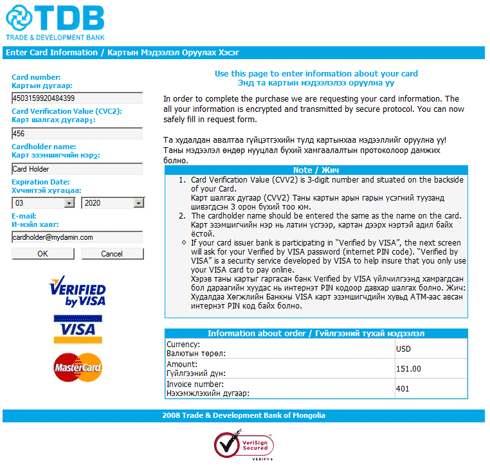 TDB
TRADE & DEVELOPMENT BANK
Enter Card Information / Картын Мэдээлэл Оруулах Хэсэг
Card number:
Картын дугаар:
4503159920484399
Card Verification Value (CVC2):
Карт шалгах дугаар1:
456
Cardholder name:
Карт эзэмшигчийн нэр2:
Card Holder
Expiration Date:
Хүчинтэй хугацаа:
03 2020
E-mail:
И-мэйл хаяг:
cardholder@mydamin.com
OK Cancel
VERIFIED
by VISA
VISA
MasterCard
Use this page to enter information about your card
Энд та картын мэдээлэлээ оруулна уу
In order to complete the purchase we are requesting your card information. The
all your information is encrypted and transmitted by secure protocol. You can now
safely fill in request form.
Та худалдан авалтаа гүйцэтгэхийн тулд картынхаа мэдээллийг оруулна уу!
Таны мэдээлэл өндөр нууцлал бүхий хамгаалалтын протоколоор дамжих
болно.
Note / Жич
1. Card Verification Value (CVV2) is 3-digit number and situated on the backside
of your Card.
Карт шалгах дугаар (CVV2) Таны картын арын гарын үсэгний туузанд
шивэгдсэн 3 орон бүхий тоо юм.
2. The cardholder name should be entered the same as the name on the card.
Карт эзэмшигчийн нэр нь латин үсгээр, картан дээрх нэртэй адил байх
ёстой.
If your card issuer bank is participating in "Verified by VISA", the next screen
will ask for your Verified by VISA password (internet PIN code). "Verified by
VISA" is a security service developed by VISA to help insure that you only use
your VISA card to pay online.
Хэрэв таны картыг гаргасан банк Verified by VISA үйлчилгээнд хамрагдсан
бол дараагийн хуудас нь интернэт PIN кодоор давхар шалгах болно. Жич:
Худалдаа Хөгжлийн Банкны VISA карт эзэмшигчдийн хувьд ATM-аас авсан
интернэт PIN код байх болно.
Information about order / Гүйлгээний тухай мэдээлэл
Currency:
Валютын төрөл: USD
Amount:
Гүйлгээний дүн: 151.00
Invoice number:
Нэхэмжлэхийн дугаар: 401
2008 Trade & Development Bank of Mongolia
VeriSign
Secured
VERIFY